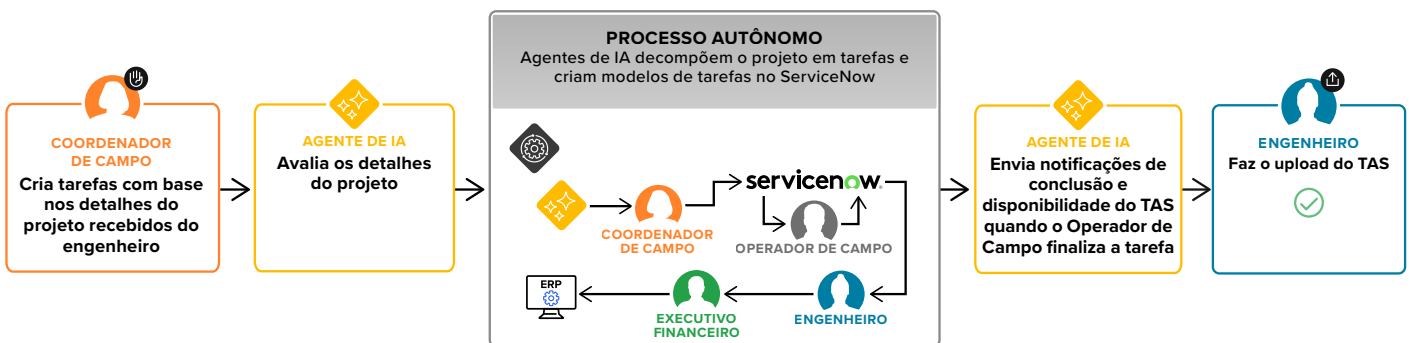 COORDENADOR
DE CAMPO
Cria tarefas com base
nos detalhes do
projeto recebidos do
engenheiro
AGENTE DE IA
Avalia os detalhes
do projeto
PROCESSO AUTÔNOMO
Agentes de IA decompõem o projeto em tarefas e
criam modelos de tarefas no ServiceNow
servicenow.
COORDENADOR
DE CAMPO
OPERADOR DE CAMPO
ERP
EXECUTIVO
FINANCEIRO
ENGENHEIRO
AGENTE DE IA
Envia notificações de
conclusão e
disponibilidade do TAS
quando o Operador de
Campo finaliza a tarefa
ENGENHEIRO
Faz o upload do TAS